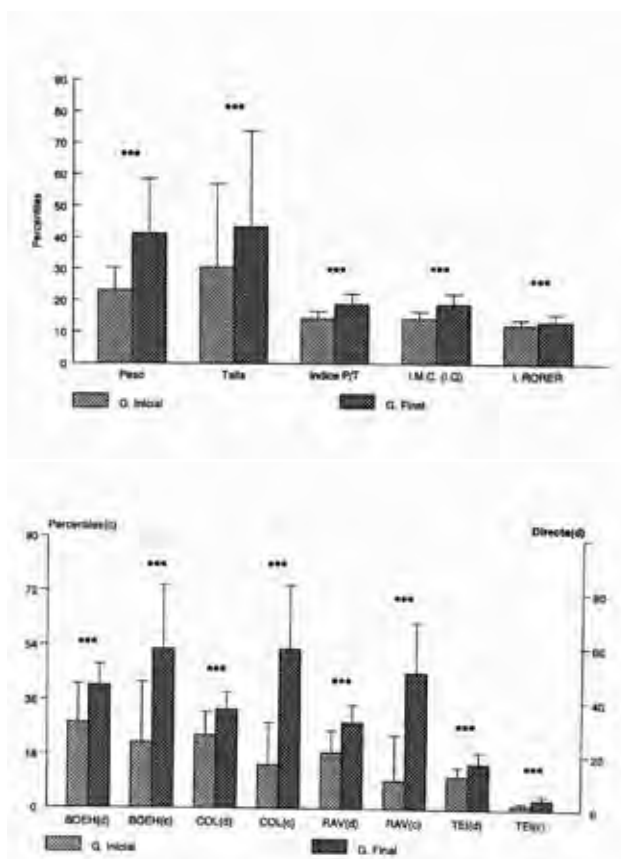 90
80
70
60
50
40
30
20
10
0
Percentiles
***
***
***
***
***
Peso
Talla
Indice P/T
I.M.C. (I.Q)
I. RORER
G. Inicial
G. Final
Percentiles(c)
Directa(d)
90
72
54
36
18
0
80
60
40
20
0
***
***
***
***
***
***
***
***
BOEH(d)
BOEH(c)
COL(d)
COL(c)
RAV(d)
RAV(c)
TEI(d)
TEI(c)
G. Inicial
G. Final